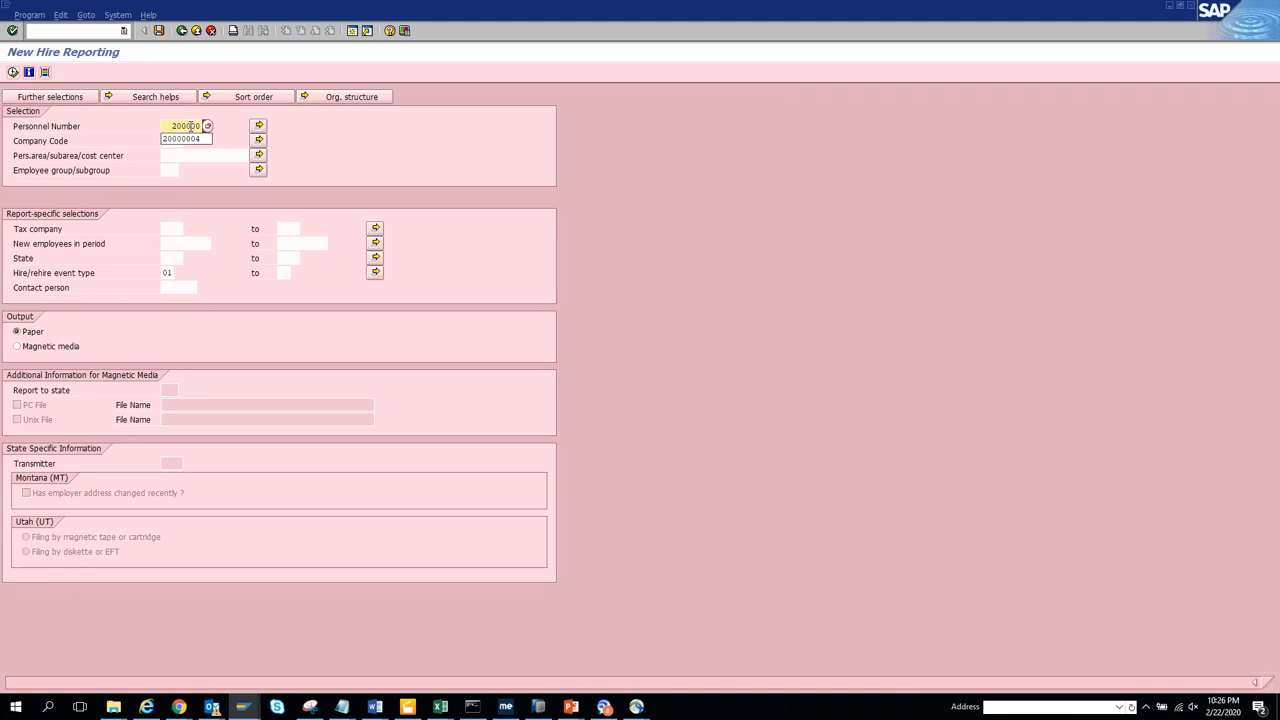 Program Edit Goto System Help
SAP
New Hire Reporting
Further selections Search helps Sort order Org. structure
Selection
Personnel Number 200000
20000004
Company Code
Pers.area/subarea/cost center
Employee group/subgroup
Report-specific selections
Tax company to
New employees in period to
State to
Hire/rehire event type 01 to
Contact person
Output
Paper
Magnetic media
Additional Information for Magnetic Media
Report to state
PC File File Name
Unix File File Name
State Specific Information
Transmitter
Montana (MT)
Has employer address changed recently ?
Utah (UT)
Filing by magnetic tape or cartridge
Filing by diskette or EFT
Address
10:26 PM
2/22/2020